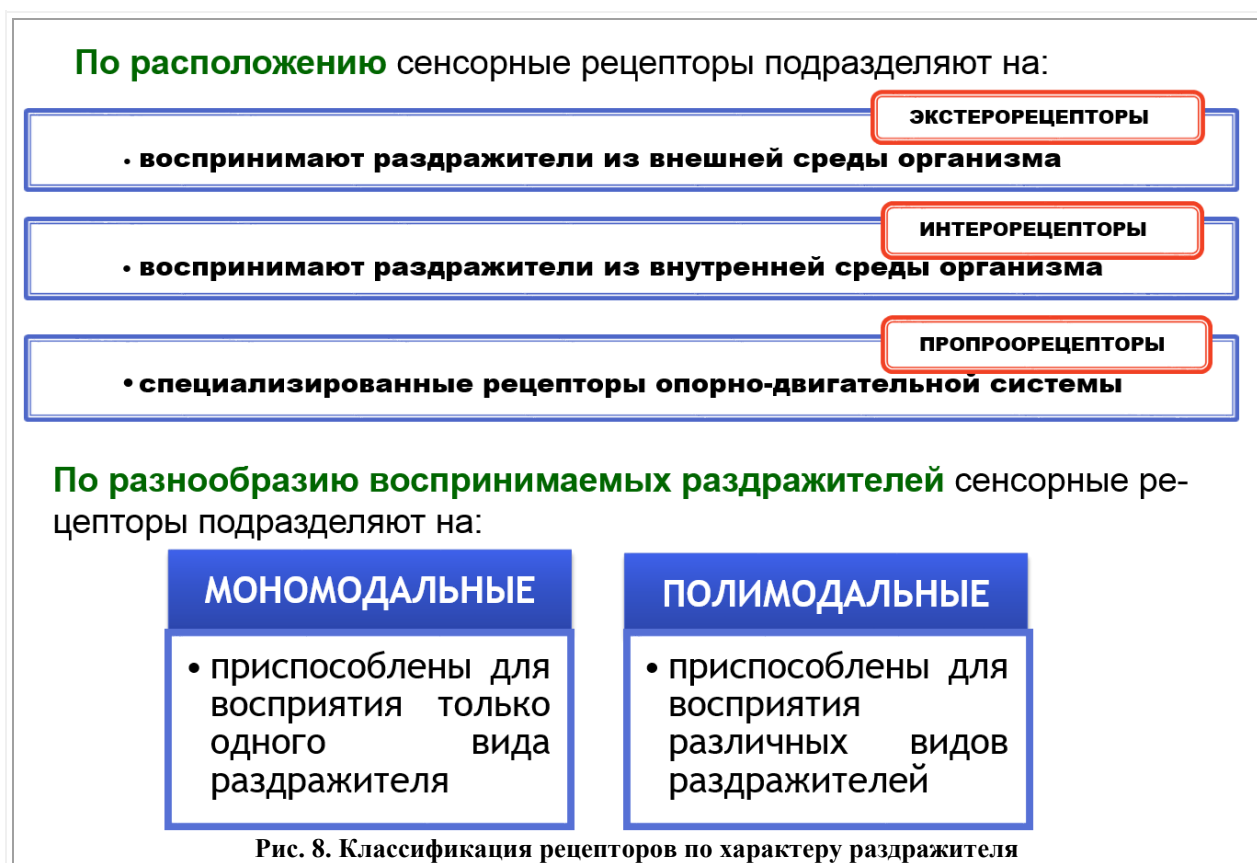 По расположению сенсорные рецепторы подразделяют на:
ЭКСТЕРОРЕЦЕПТОРЫ
• воспринимают раздражители из внешней среды организма
ИНТЕРОРЕЦЕПТОРЫ
• воспринимают раздражители из внутренней среды организма
ПРОПРООРЕЦЕПТОРЫ
• специализированные рецепторы опорно-двигательной системы
По разнообразию воспринимаемых раздражителей сенсорные ре-
цепторы подразделяют на:
МОНОМОДАЛЬНЫЕ
• приспособлены для
восприятия только
одного вида
раздражителя
ПОЛИМОДАЛЬНЫЕ
• приспособлены для
восприятия
различных видов
раздражителей
Рис. 8. Классификация рецепторов по характеру раздражителя